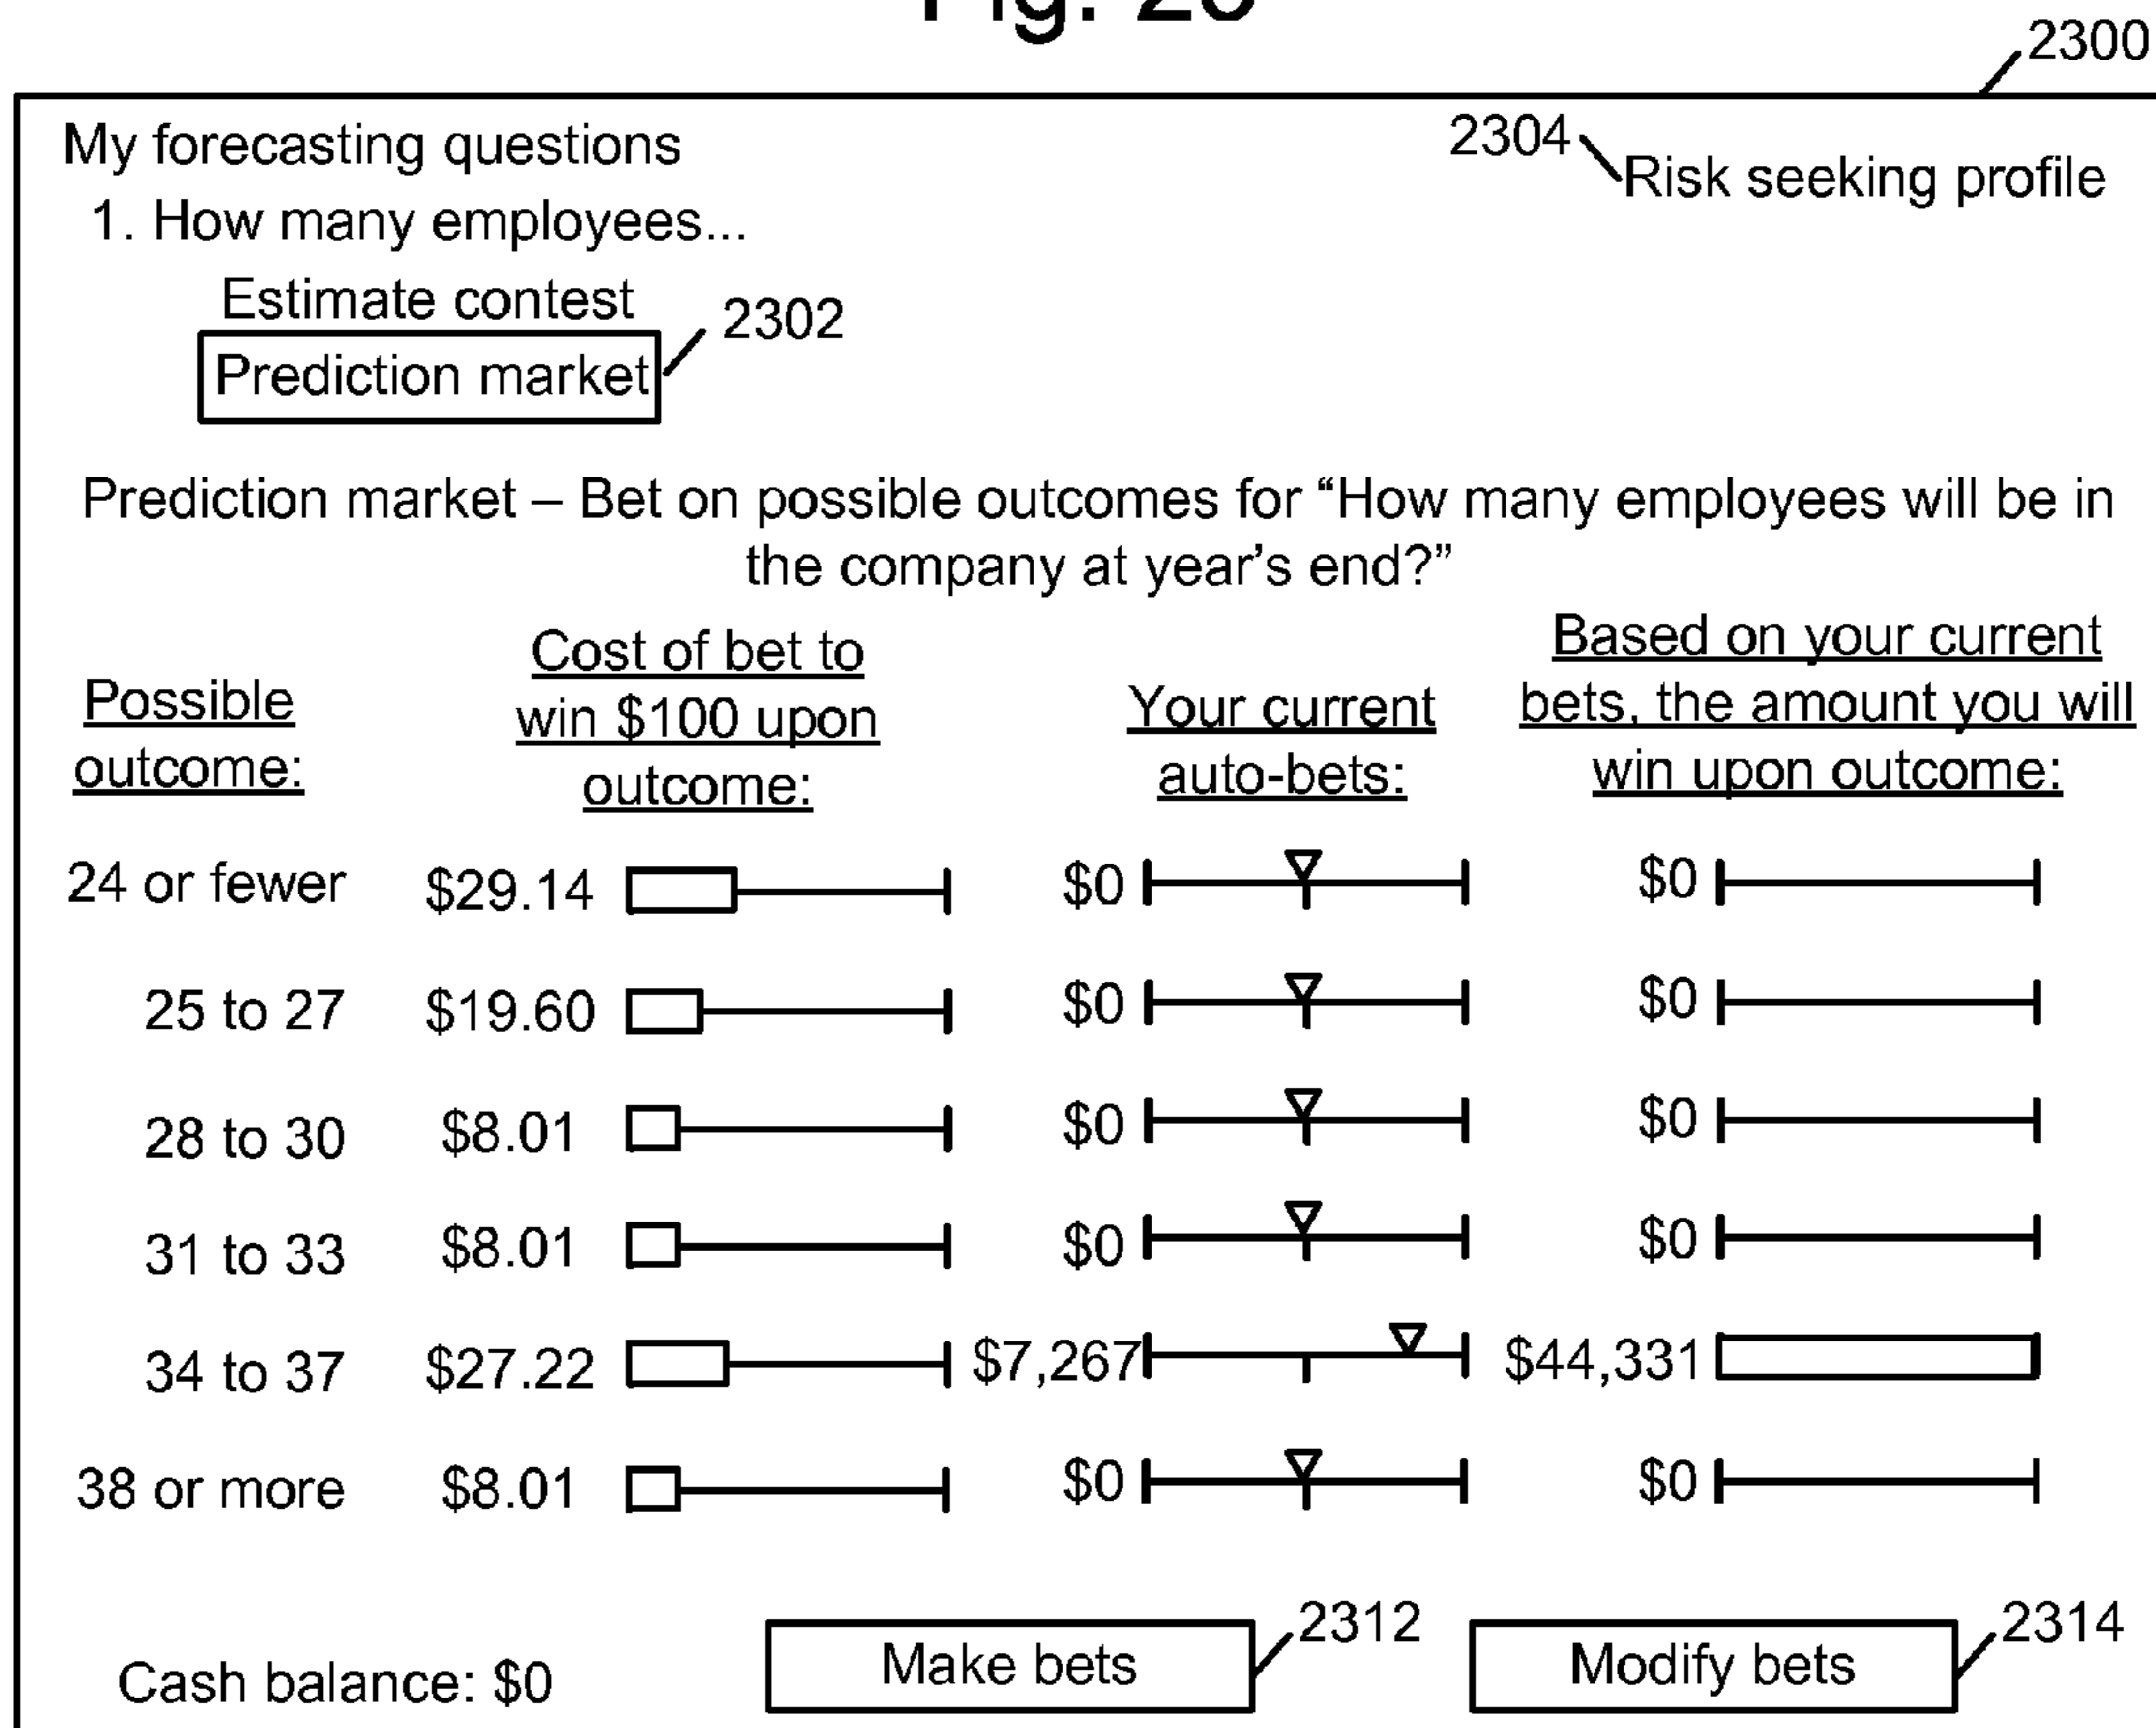 2300
My forecasting questions
2304
Risk seeking profile
1. How many employees...
Estimate contest
2302
Prediction market
Prediction market – Bet on possible outcomes for “How many employees will be in
the company at year’s end?”
Possible
outcome:
Cost of bet to
win $100 upon
outcome:
Your current
auto-bets:
Based on your current
bets, the amount you will
win upon outcome:
24 or fewer $29.14 $0 $0
25 to 27 $19.60 $0 $0
28 to 30 $8.01 $0 $0
31 to 33 $8.01 $0 $0
34 to 37 $27.22 $7,267 $44,331
38 or more $8.01 $0 $0
Cash balance: $0
Make bets
2312
Modify bets
2314